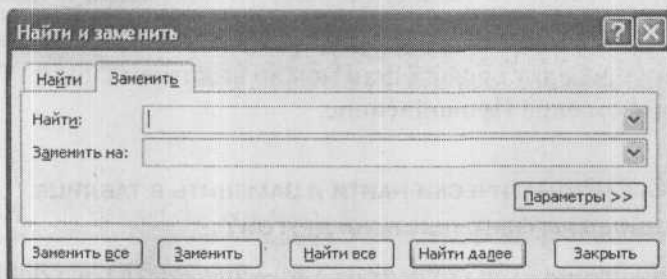 Найти и заменить
Найти Заменить
Найти:
Заменить на:
Параметры >>
Заменить все Заменить Найти все Найти далее Закрыть